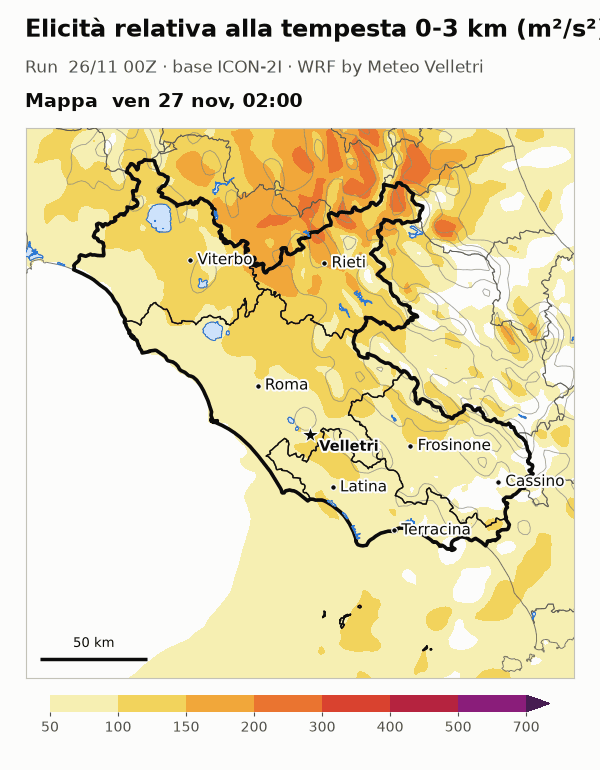 Elicità relativa alla tempesta 0-3 km (m²/s²)
Run  26/11 00Z · base ICON-2I · WRF by Meteo Velletri
Mappa  ven 27 nov, 02:00
Viterbo
Rieti
Roma
Velletri
Frosinone
Latina
Cassino
Terracina
50 km
50 100 150 200 300 400 500 700